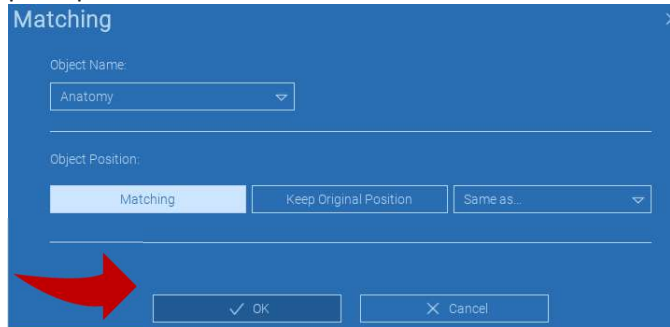 Matching
Object Name:
Anatomy
Object Position:
Matching Keep Original Position Same as...
OK Cancel